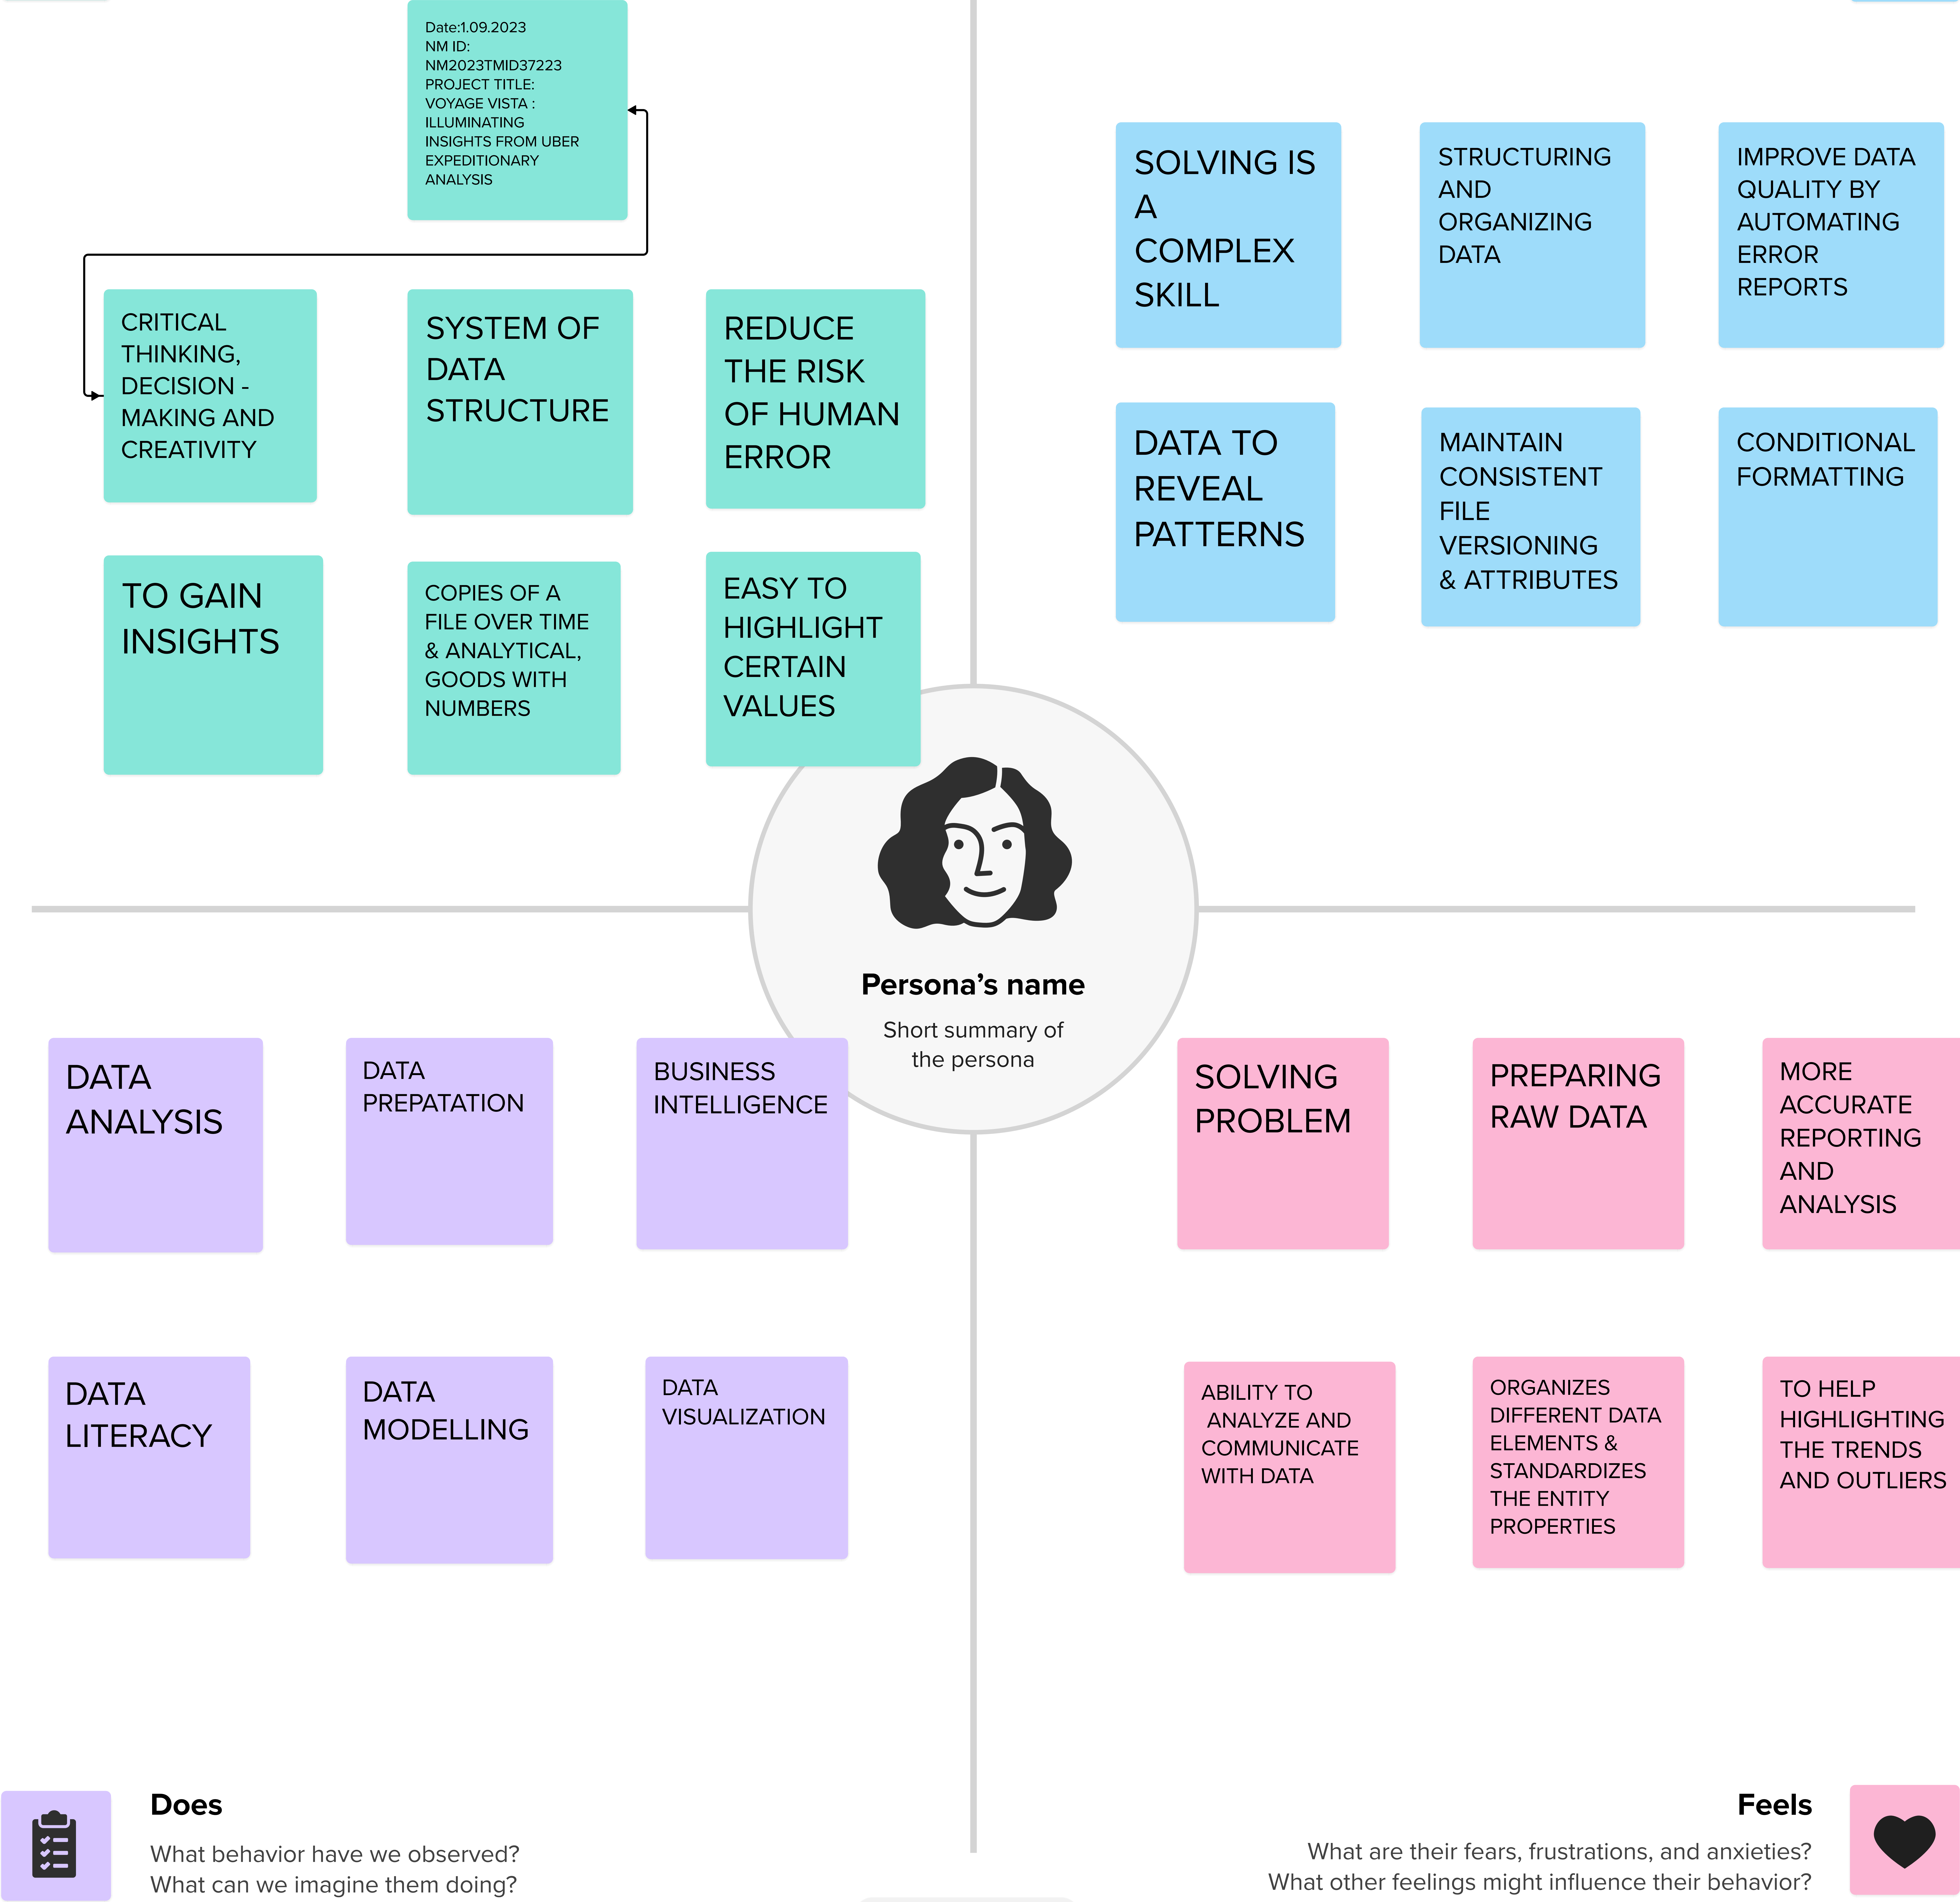 Date:1.09.2023
NM ID:
NM2023TMID37223
PROJECT TITLE:
VOYAGE VISTA :
ILLUMINATING
INSIGHTS FROM UBER
EXPEDITIONARY
ANALYSIS
CRITICAL
THINKING,
DECISION -
MAKING AND
CREATIVITY
SYSTEM OF
DATA
STRUCTURE
REDUCE
THE RISK
OF HUMAN
ERROR
TO GAIN
INSIGHTS
COPIES OF A
FILE OVER TIME
& ANALYTICAL,
GOODS WITH
NUMBERS
EASY TO
HIGHLIGHT
CERTAIN
VALUES
SOLVING IS
A
COMPLEX
SKILL
STRUCTURING
AND
ORGANIZING
DATA
IMPROVE DATA
QUALITY BY
AUTOMATING
ERROR
REPORTS
DATA TO
REVEAL
PATTERNS
MAINTAIN
CONSISTENT
FILE
VERSIONING
& ATTRIBUTES
CONDITIONAL
FORMATTING
Persona’s name
Short summary of
the persona
DATA
ANALYSIS
DATA
PREPATATION
BUSINESS
INTELLIGENCE
DATA
LITERACY
DATA
MODELLING
DATA
VISUALIZATION
SOLVING
PROBLEM
PREPARING
RAW DATA
MORE
ACCURATE
REPORTING
AND
ANALYSIS
ABILITY TO
ANALYZE AND
COMMUNICATE
WITH DATA
ORGANIZES
DIFFERENT DATA
ELEMENTS &
STANDARDIZES
THE ENTITY
PROPERTIES
TO HELP
HIGHLIGHTING
THE TRENDS
AND OUTLIERS
Does
What behavior have we observed?
What can we imagine them doing?
Feels
What are their fears, frustrations, and anxieties?
What other feelings might influence their behavior?